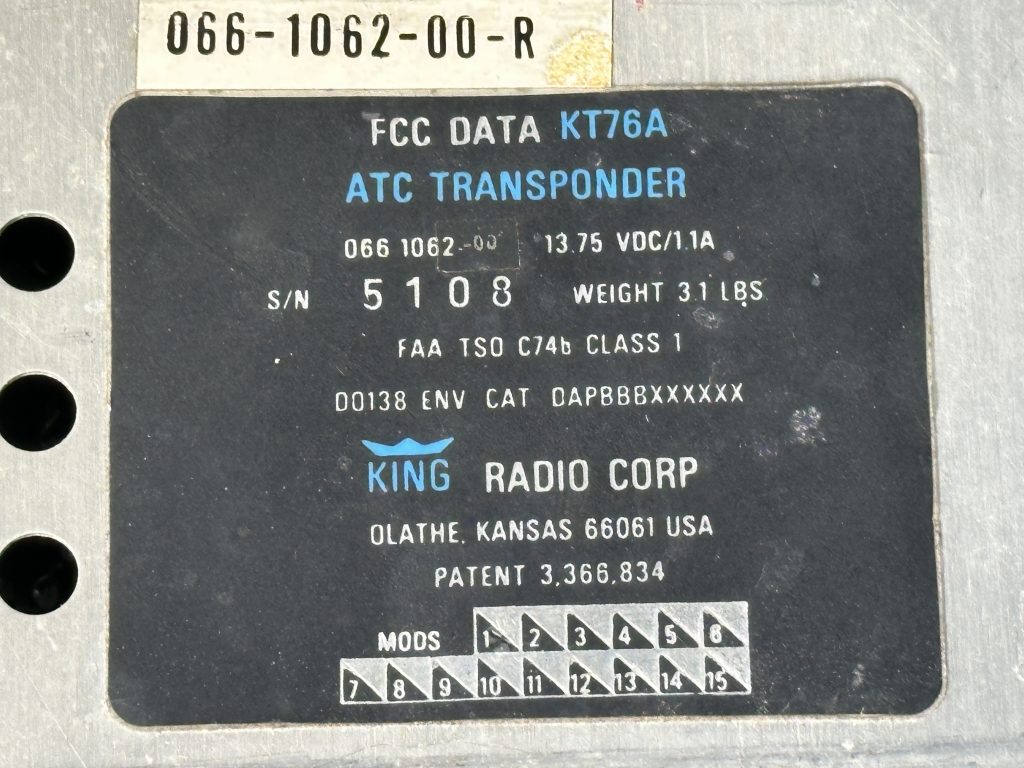 066-1062-00-R
FCC DATA KT76A
ATC TRANSPONDER
066 1062-00 13.75 VDC/1.1A
S/N 5108 WEIGHT 3.1 LBS
FAA TSO C74b CLASS 1
DO138 ENV CAT DAPBBBXXXXXX
KING RADIO CORP
OLATHE, KANSAS 66061 USA
PATENT 3,366,834
MODS 1 2 3 4 5 6
7 8 9 10 11 12 13 14 15